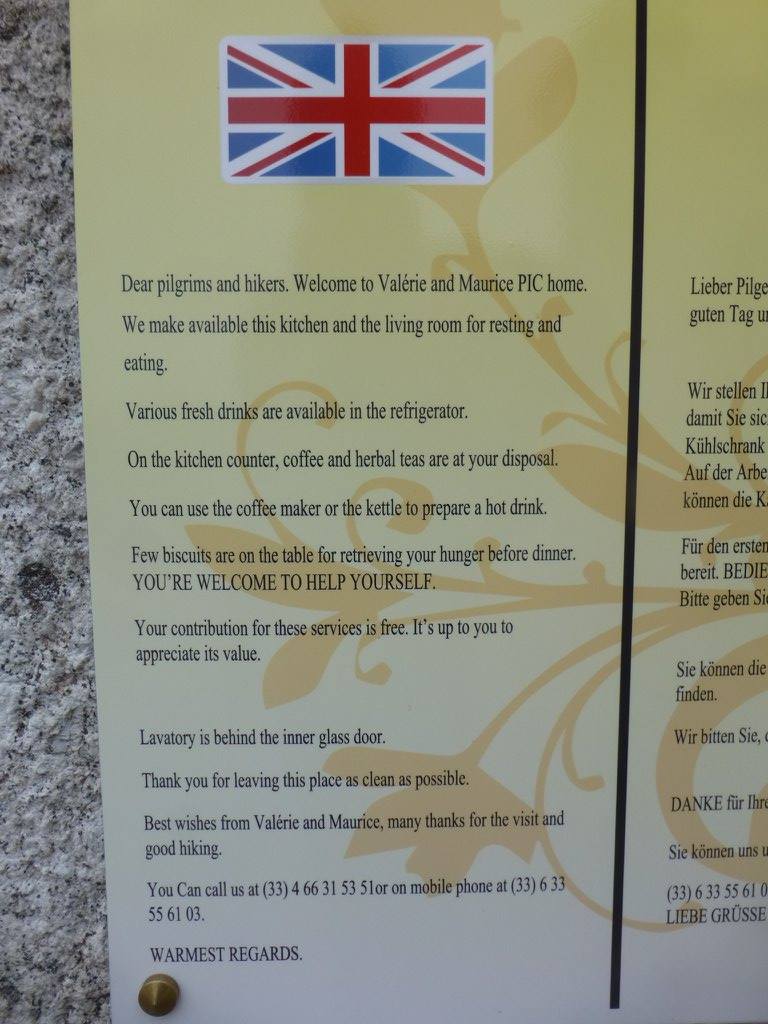 Dear pilgrims and hikers. Welcome to Valérie and Maurice PIC home.
We make available this kitchen and the living room for resting and
eating.
Various fresh drinks are available in the refrigerator.
On the kitchen counter, coffee and herbal teas are at your disposal.
You can use the coffee maker or the kettle to prepare a hot drink.
Few biscuits are on the table for retrieving your hunger before dinner.
YOU'RE WELCOME TO HELP YOURSELF.
Your contribution for these services is free. It's up to you to
appreciate its value.
Lavatory is behind the inner glass door.
Thank you for leaving this place as clean as possible.
Best wishes from Valérie and Maurice, many thanks for the visit and
good hiking.
You Can call us at (33) 4 66 31 53 51or on mobile phone at (33) 6 33
55 61 03.
WARMEST REGARDS.
Lieber
guten Tag
Wir stellen
damit Sie
Kühlschrank
Auf der
können die
Für den ersten
bereit.
Bitte geben
Sie können die
finden.
Wir bitten Sie,
DANKE für
Sie können uns
(33) 6 33 55 61
LIEBE GRÜSSE